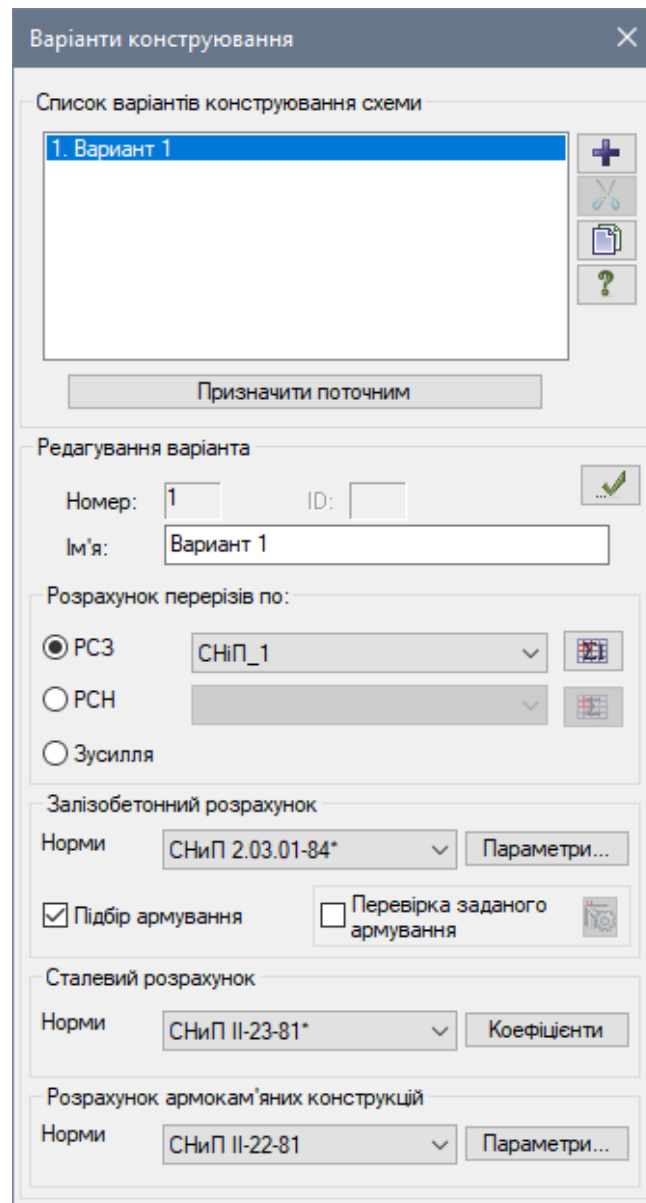 Варіанти конструювання
Список варіантів конструювання схеми
1. Вариант 1
Призначити поточним
Редагування варіанта
Номер: 1 ID:
Ім'я: Вариант 1
Розрахунок перерізів по:
РСЗ СНіП_1
РСН
Зусилля
Залізобетонний розрахунок
Норми СНиП 2.03.01-84* Параметри...
Підбір армування
Перевірка заданого
армування
Сталевий розрахунок
Норми СНиП II-23-81* Коефіцієнти
Розрахунок армокам'яних конструкцій
Норми СНиП II-22-81 Параметри...